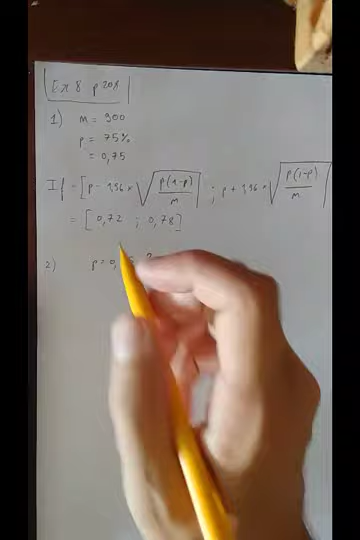 Ex 8 p 208
1) m = 900
p = 75%
= 0,75
If = [p - 1,96 × √(p(1-p)/m) ; p + 1,96 × √(p(1-p)/m)
= [0,72 ; 0,78]
2) p = 0,